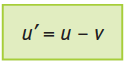 u′ = u − v